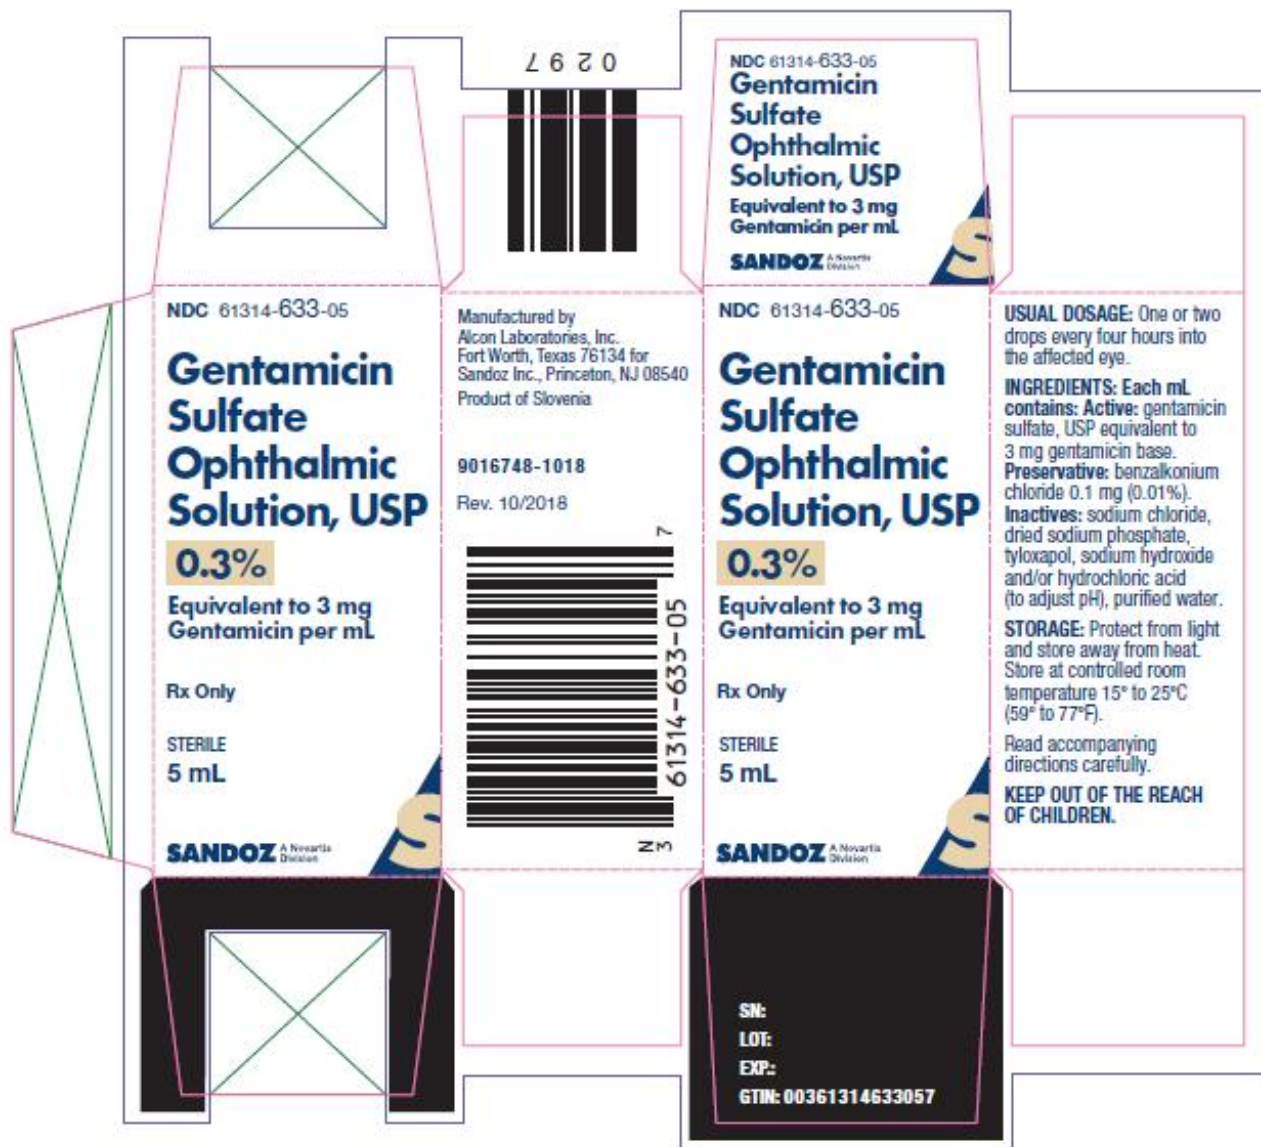 0297
NDC 61314-633-05
Gentamicin
Sulfate
Ophthalmic
Solution, USP
Equivalent to 3 mg
Gentamicin per mL
SANDOZ A Novartis
Division
S
NDC 61314-633-05
Gentamicin
Sulfate
Ophthalmic
Solution, USP
0.3%
Equivalent to 3 mg
Gentamicin per mL
Rx Only
STERILE
5 mL
SANDOZ A Novartis
Division
S
Manufactured by
Alcon Laboratories, Inc.
Fort Worth, Texas 76134 for
Sandoz Inc., Princeton, NJ 08540
Product of Slovenia
9016748-1018
Rev. 10/2018
N
3
61314-633-05
7
NDC 61314-633-05
Gentamicin
Sulfate
Ophthalmic
Solution, USP
0.3%
Equivalent to 3 mg
Gentamicin per mL
Rx Only
STERILE
5 mL
SANDOZ A Novartis
Division
S
USUAL DOSAGE: One or two
drops every four hours into
the affected eye.
INGREDIENTS: Each mL
contains: Active: gentamicin
sulfate, USP equivalent to
3 mg gentamicin base.
Preservative: benzalkonium
chloride 0.1 mg (0.01%).
Inactives: sodium chloride,
dried sodium phosphate,
tyloxapol, sodium hydroxide
and/or hydrochloric acid
(to adjust pH), purified water.
STORAGE: Protect from light
and store away from heat.
Store at controlled room
temperature 15° to 25°C
(59° to 77°F).
Read accompanying
directions carefully.
KEEP OUT OF THE REACH
OF CHILDREN.
SN:
LOT:
EXP.:
GTIN: 00361314633057